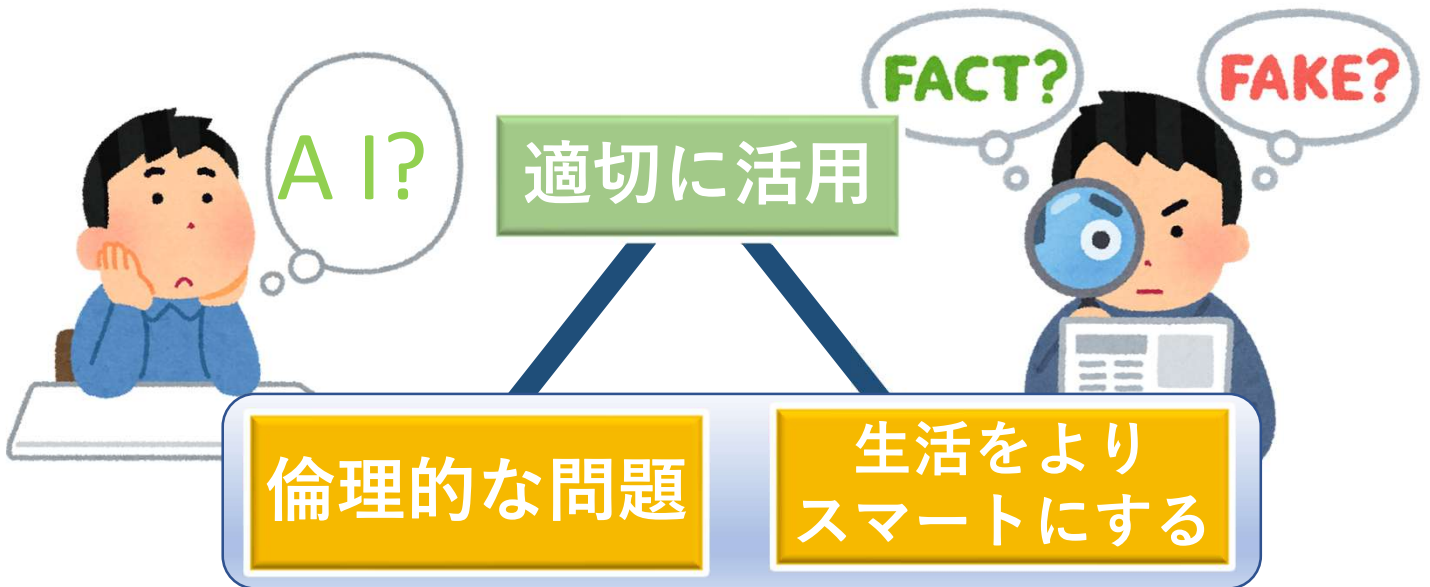 FACT?
FAKE?
A I?
適切に活用
倫理的な問題
生活をより
スマートにする